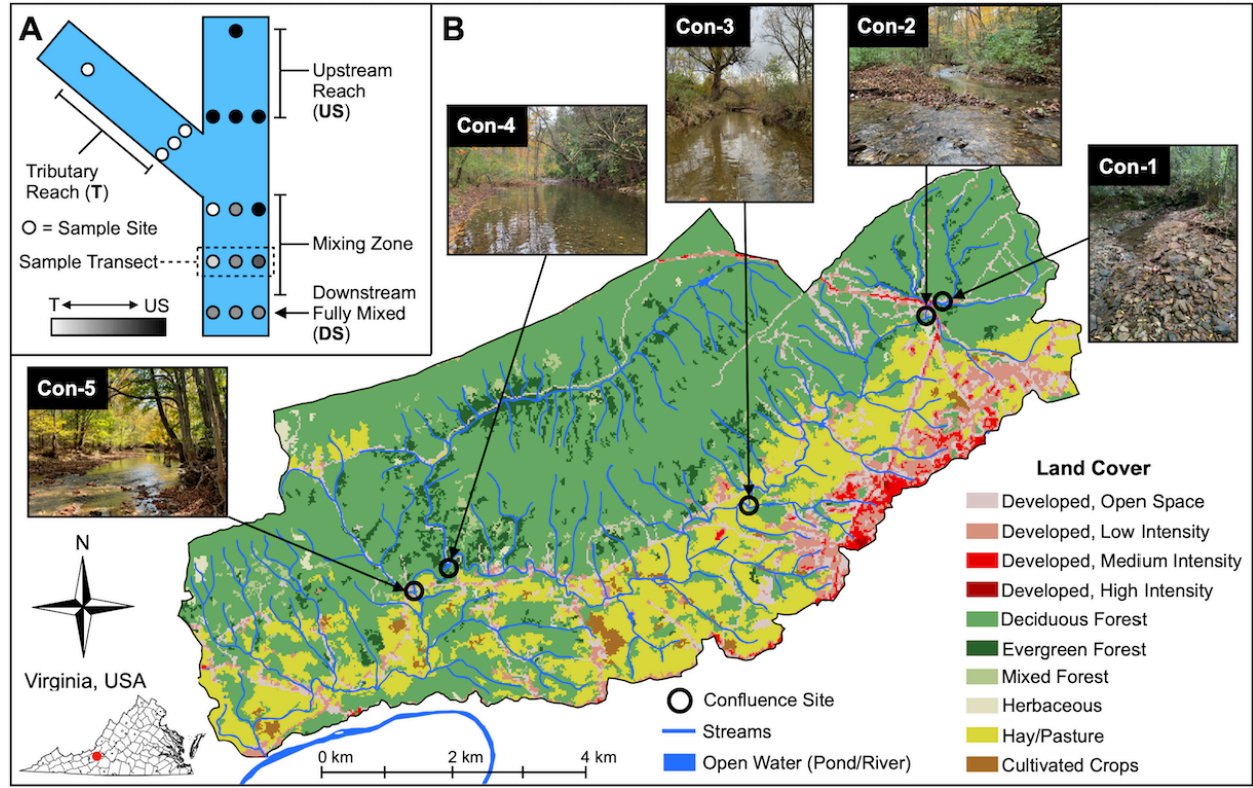 A
Upstream
Reach
(US)
Tributary
Reach (T)
= Sample Site
Mixing Zone
Sample Transect
T
US
Downstream
Fully Mixed
(DS)
B
Con-3
Con-2
Con-4
Con-1
Con-5
N
Virginia, USA
Land Cover
Developed, Open Space
Developed, Low Intensity
Developed, Medium Intensity
Developed, High Intensity
Deciduous Forest
Evergreen Forest
Mixed Forest
Herbaceous
Hay/Pasture
Cultivated Crops
Confluence Site
Streams
Open Water (Pond/River)
0 km
2 km
4 km